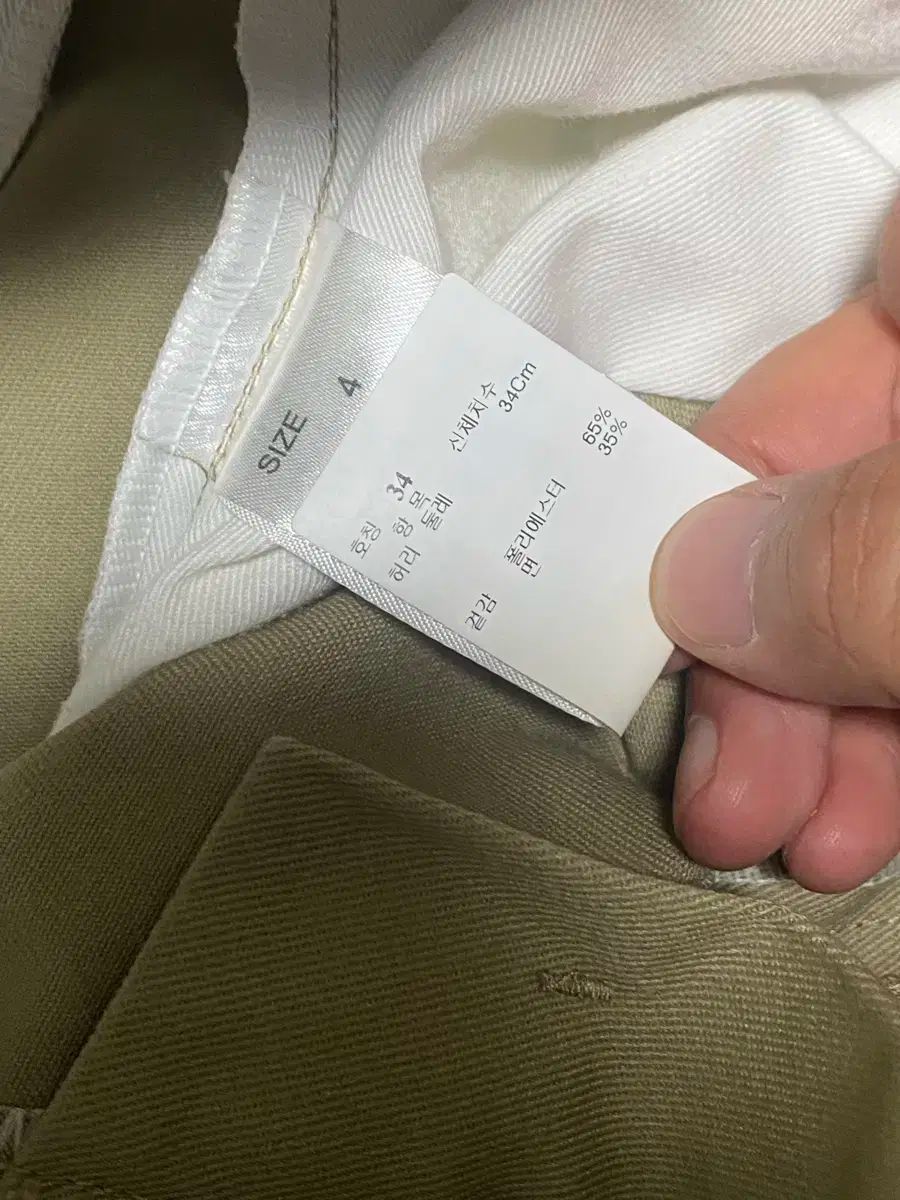 SIZE 4
호칭 34
항 목 신체치수
허리 둘레 34Cm
겉감 폴리에스터 65%
면 35%